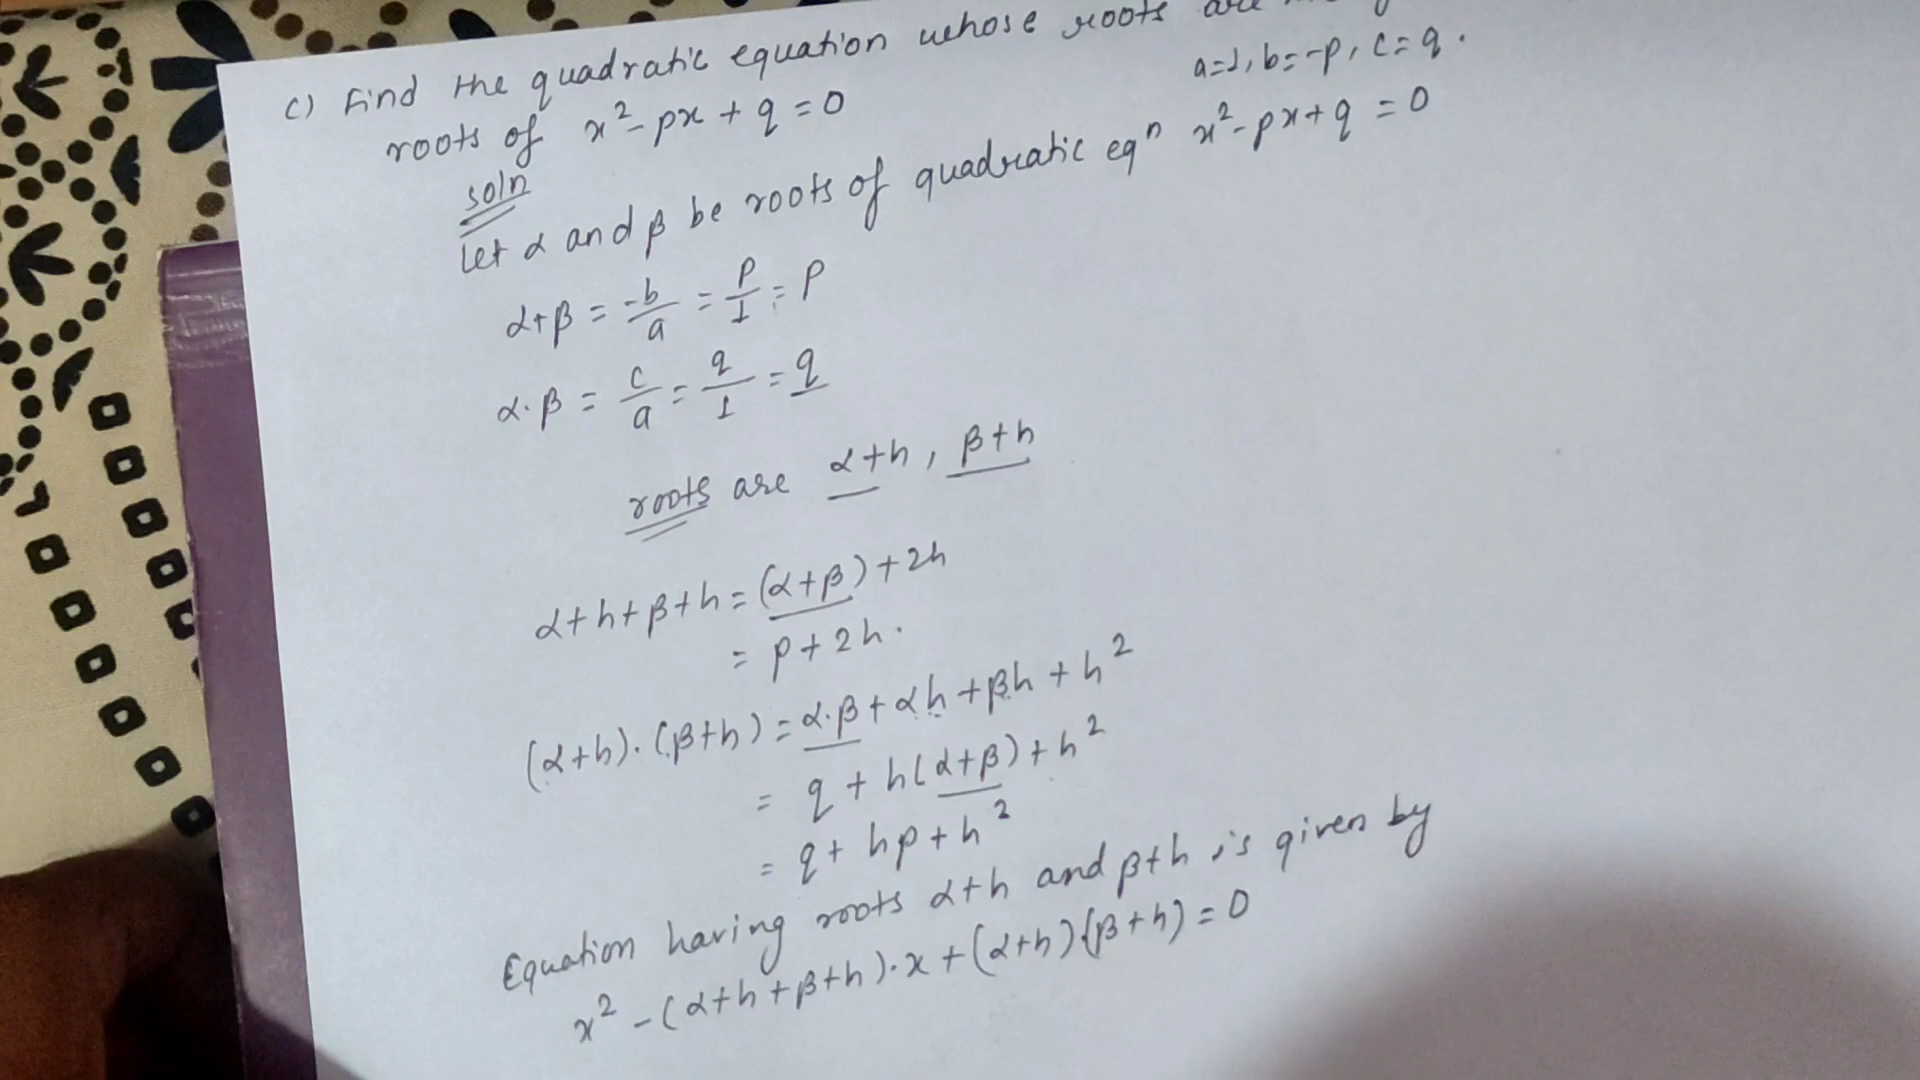 c) Find the quadratic equation whose roots are
roots of x² - px + q = 0
a=1, b=-p, c=q.
soln
Let α and β be roots of quadratic eqⁿ x² - px + q = 0
α+β = -b/a = p/1 = p
α.β = c/a = q/1 = q
roots are α+h, β+h
α+h+β+h = (α+β)+2h
= p+2h.
(α+h).(β+h) = α.β + αh + βh + h²
= q + h(α+β) + h²
= q + hp + h²
Equation having roots α+h and β+h is given by
x² - (α+h+β+h).x + (α+h)(β+h) = 0